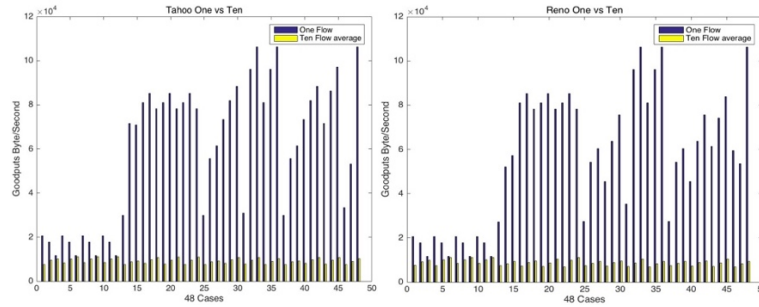 Tahoo One vs Ten
× 10⁴
12
10
8
6
4
2
0
Goodputs Byte/Second
0 5 10 15 20 25 30 35 40 45 50
48 Cases
One Flow
Ten Flow average
Reno One vs Ten
× 10⁴
12
10
8
6
4
2
0
Goodputs Byte/Second
0 5 10 15 20 25 30 35 40 45
48 Cases
One Flow
Ten Flow average